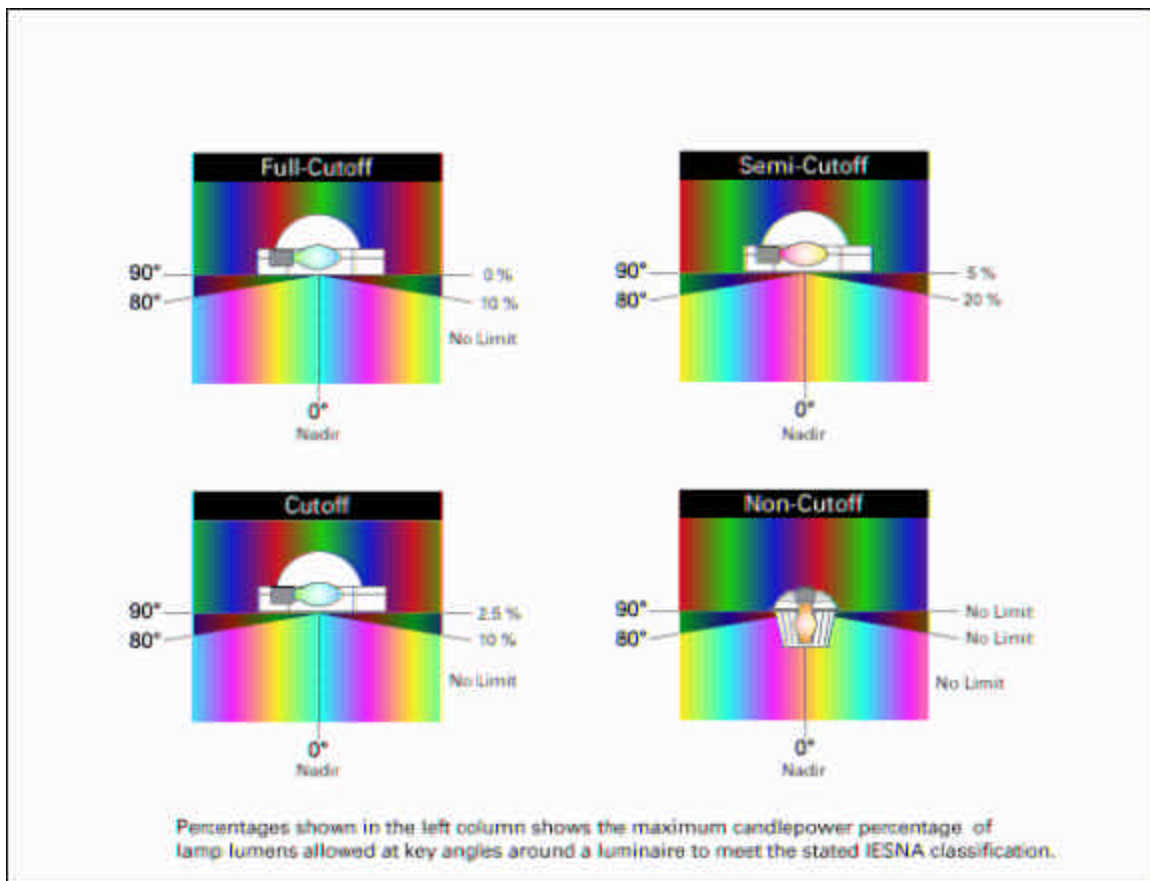 Full-Cutoff
90°
0 %
80°
10 %
No Limit
0°
Nadir
Semi-Cutoff
90°
5 %
80°
20 %
0°
Nadir
Cutoff
90°
2.5 %
80°
10 %
No Limit
0°
Nadir
Non-Cutoff
90°
No Limit
80°
No Limit
No Limit
0°
Nadir
Percentages shown in the left column shows the maximum candlepower percentage of
lamp lumens allowed at key angles around a luminaire to meet the stated IESNA classification.